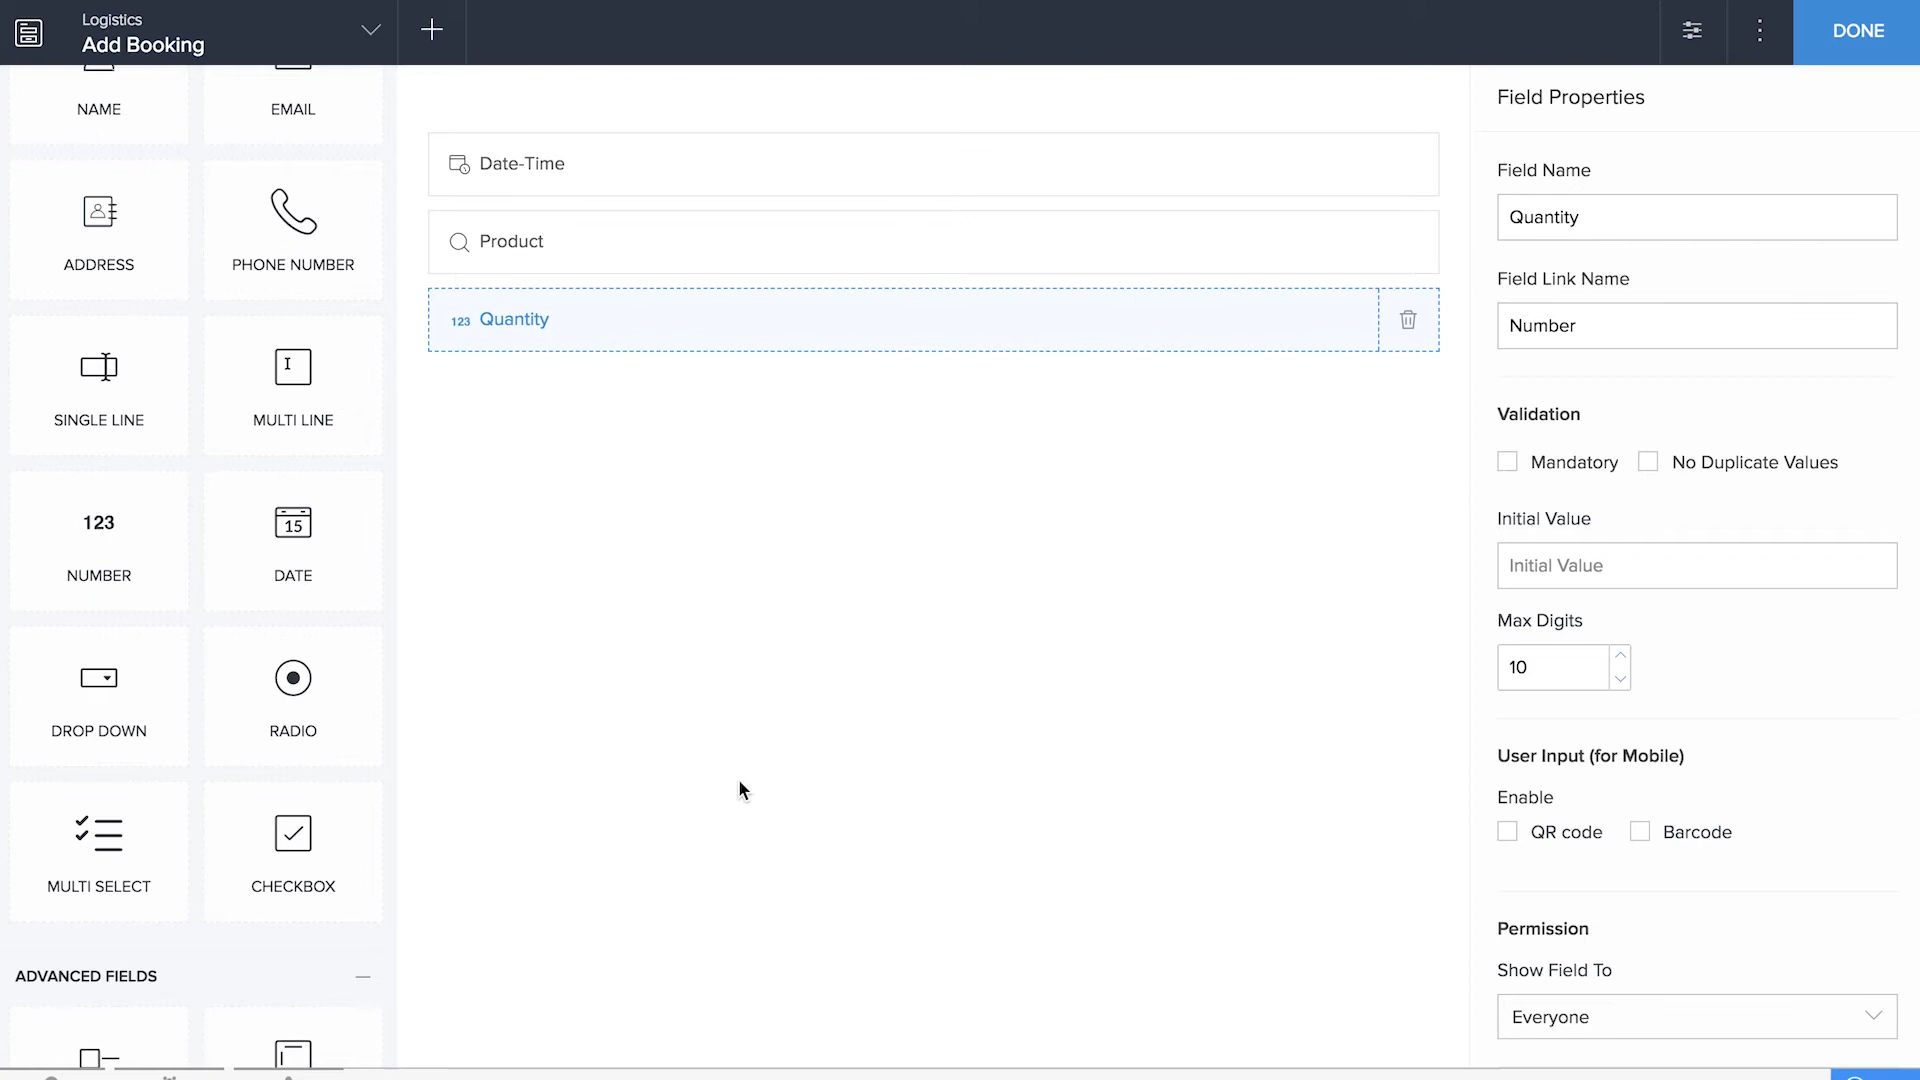 Logistics
Add Booking
DONE
NAME
EMAIL
ADDRESS
PHONE NUMBER
SINGLE LINE
I
MULTI LINE
123
NUMBER
15
DATE
DROP DOWN
RADIO
MULTI SELECT
CHECKBOX
ADVANCED FIELDS
Date-Time
Product
123 Quantity
Field Properties
Field Name
Quantity
Field Link Name
Number
Validation
Mandatory
No Duplicate Values
Initial Value
Initial Value
Max Digits
10
User Input (for Mobile)
Enable
QR code
Barcode
Permission
Show Field To
Everyone